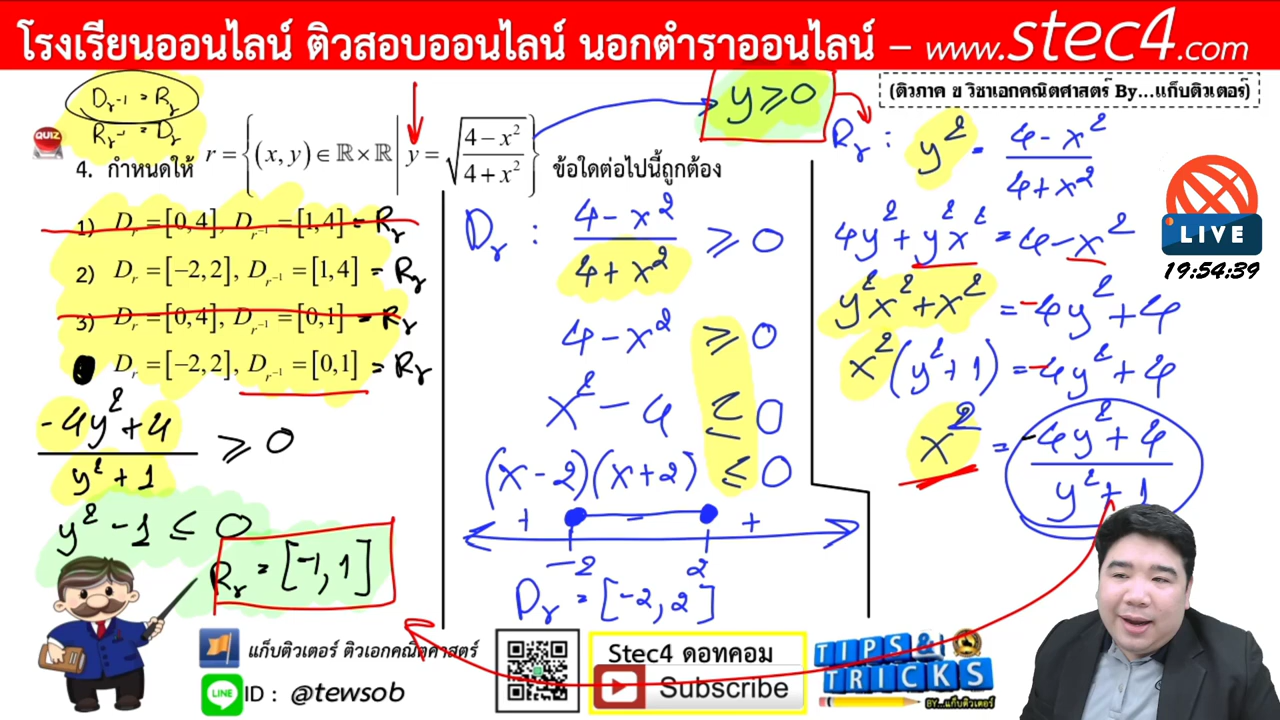 โรงเรียนออนไลน์ ติวสอบออนไลน์ นอกตำราออนไลน์ – www.stec4.com
(ติวภาค ข วิชาเอกคณิตศาสตร์ By...แก็บติวเตอร์)
D_{r^{-1}} = R_r
R_{r^{-1}} = D_r
QUIZ
4. กำหนดให้ r = {(x, y) ∈ ℝ×ℝ | y = √((4−x²)/(4+x²))} ข้อใดต่อไปนี้ถูกต้อง
y ≥ 0
1) D_r = [0,4], D_{r^{-1}} = [1,4] = R_r
2) D_r = [−2,2], D_{r^{-1}} = [1,4] = R_r
3) D_r = [0,4], D_{r^{-1}} = [0,1] = R_r
D_r = [−2,2], D_{r^{-1}} = [0,1] = R_r
(-4y²+4)/(y²+1) ≥ 0
y² - 1 ≤ 0
R_r = [-1, 1]
D_r : (4-x²)/(4+x²) ≥ 0
4-x² ≥ 0
x² - 4 ≤ 0
(x-2)(x+2) ≤ 0
+ - +
-2 2
D_r = [-2, 2]
R_r : y² = (4-x²)/(4+x²)
4y² + y²x² = 4-x²
y²x² + x² = -4y²+4
x²(y²+1) = -4y²+4
x² = (-4y²+4)/(y²+1)
LIVE
19:54:39
แก็บติวเตอร์ ติวเอกคณิตศาสตร์
LINE ID : @tewsob
Stec4 ดอทคอม
Subscribe
TIPS & TRICKS
BY...แก็บติวเตอร์